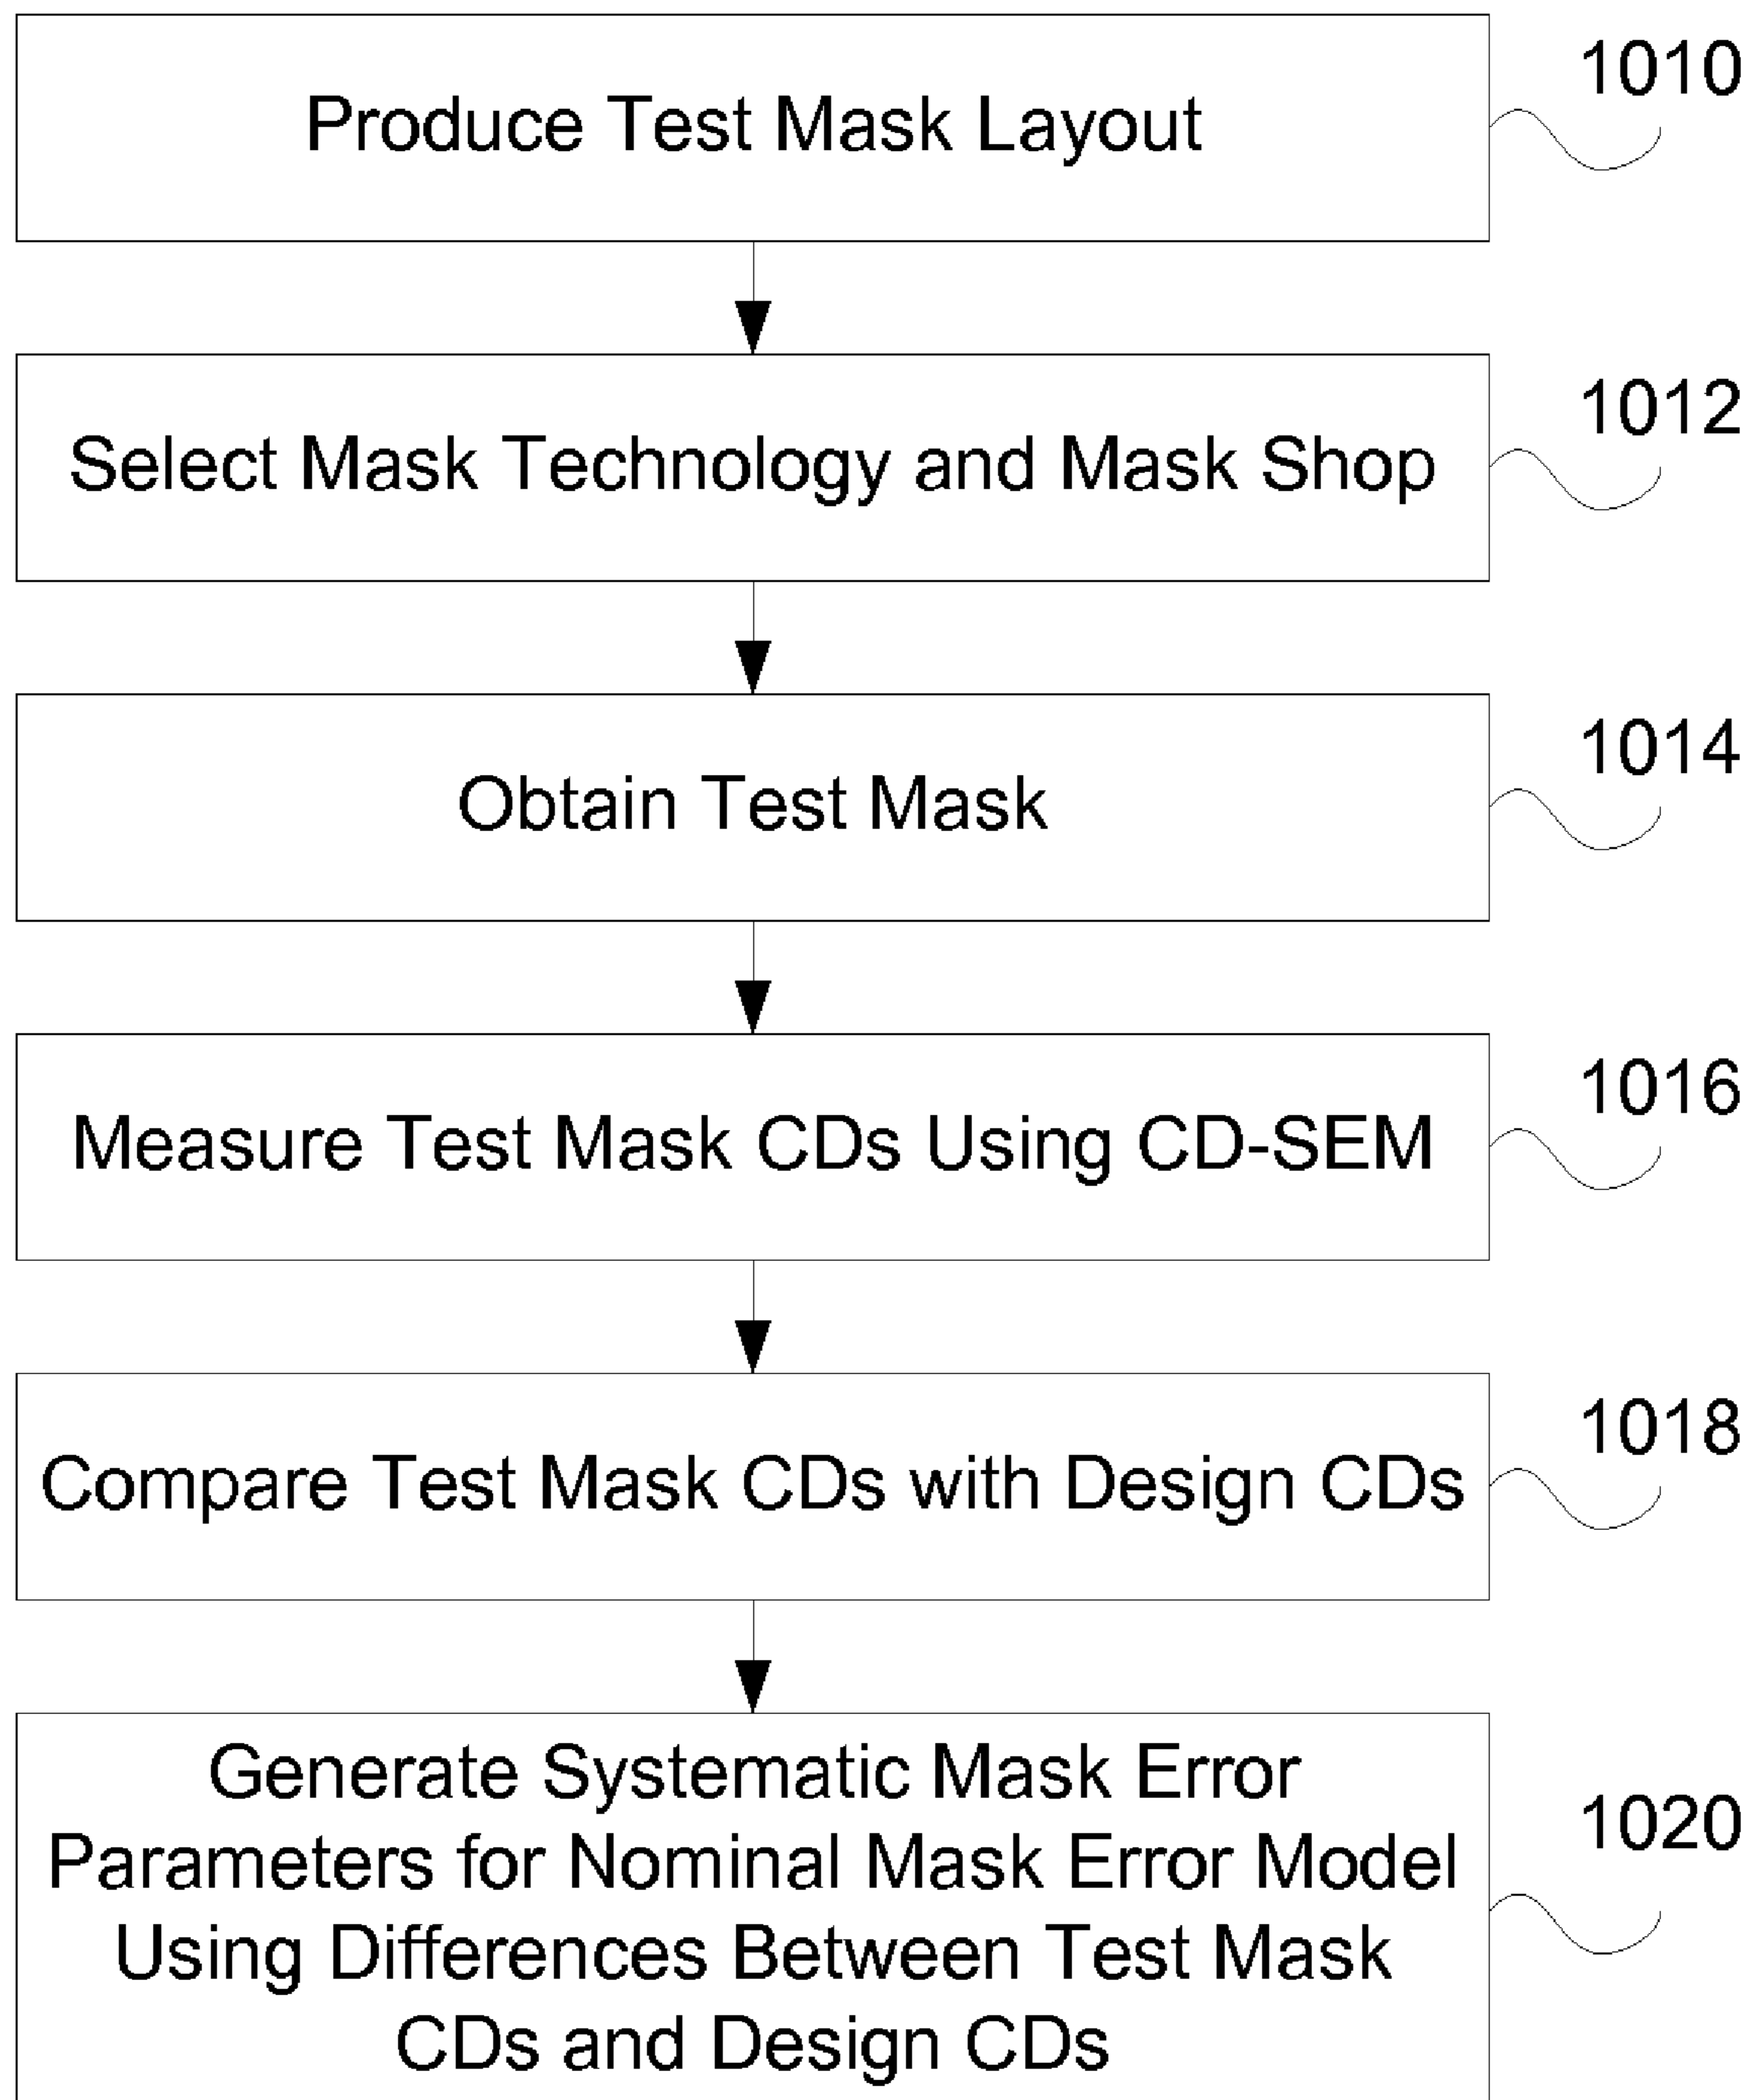 1010
Produce Test Mask Layout
1012
Select Mask Technology and Mask Shop
1014
Obtain Test Mask
1016
Measure Test Mask CDs Using CD-SEM
1018
Compare Test Mask CDs with Design CDs
Generate Systematic Mask Error
1020
Parameters for Nominal Mask Error Model
Using Differences Between Test Mask
CDs and Design CDs